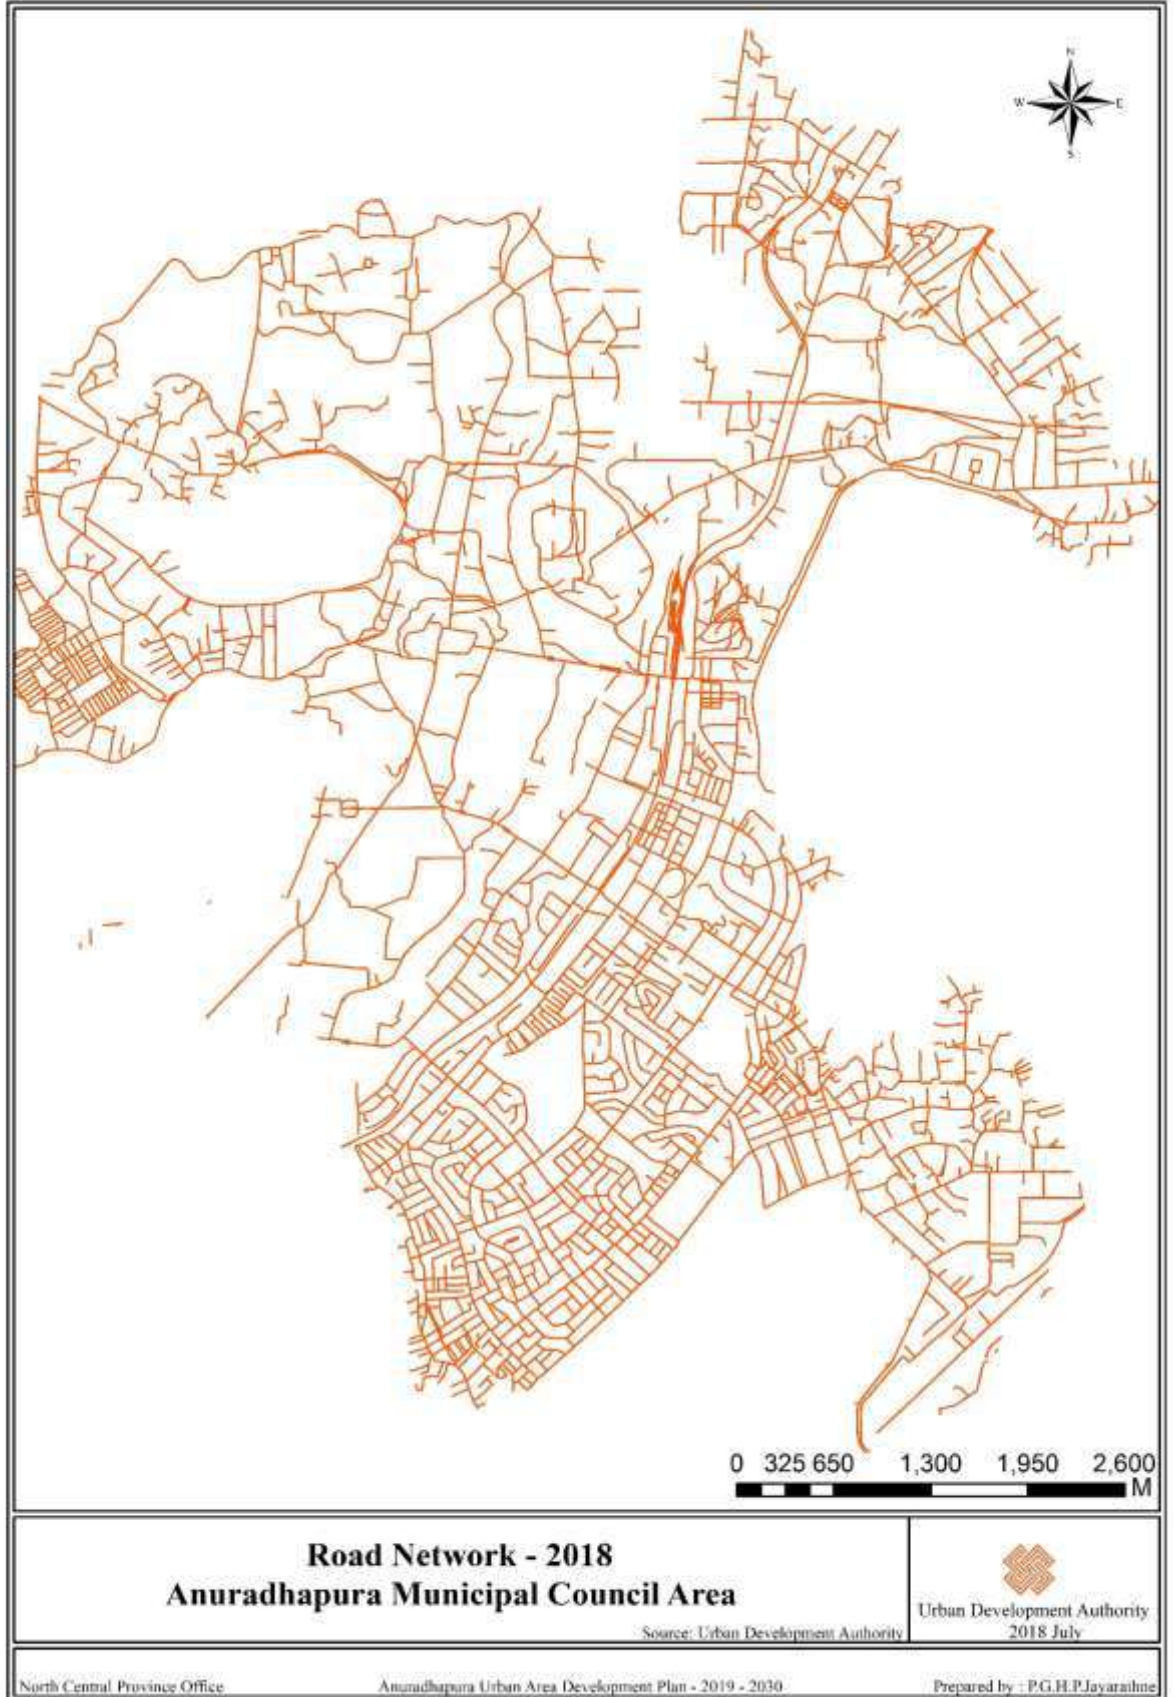 N
W E
S
0 325 650 1,300 1,950 2,600
M
Road Network - 2018
Anuradhapura Municipal Council Area
Source: Urban Development Authority
Urban Development Authority
2018 July
North Central Province Office
Anuradhapura Urban Area Development Plan - 2019 - 2030
Prepared by : P.G.H.P.Jayarathne